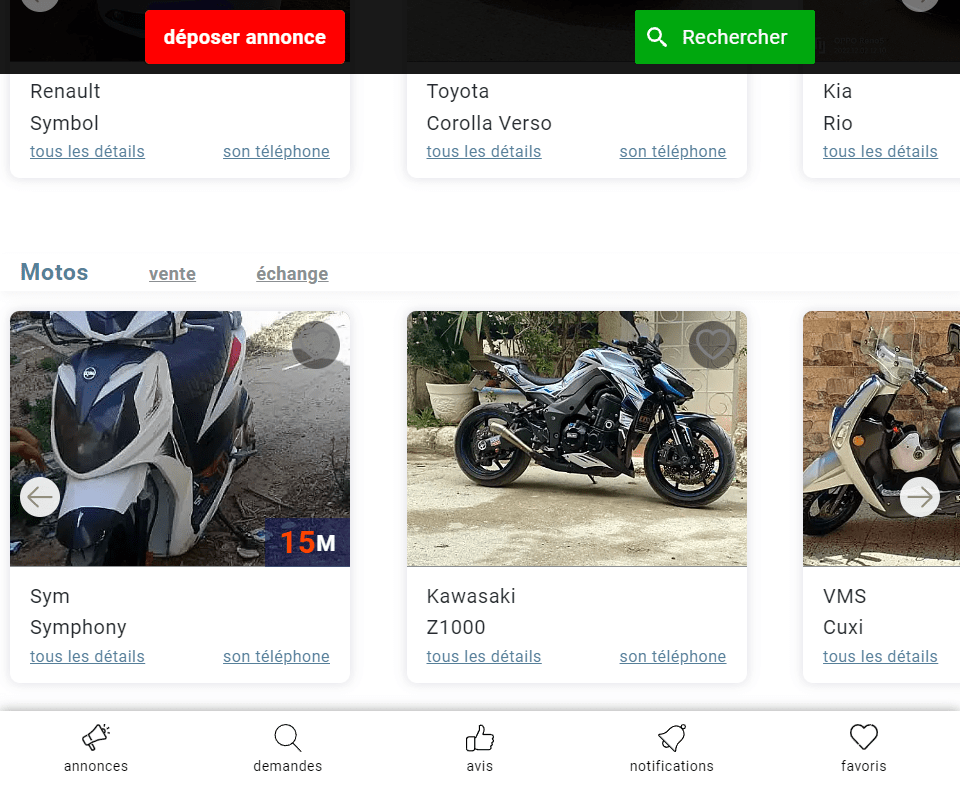 déposer annonce
Rechercher
Renault
Symbol
tous les détails son téléphone
Toyota
Corolla Verso
tous les détails son téléphone
Kia
Rio
tous les détails
Motos vente échange
15M
Sym
Symphony
tous les détails son téléphone
Kawasaki
Z1000
tous les détails son téléphone
VMS
Cuxi
tous les détails
annonces
demandes
avis
notifications
favoris